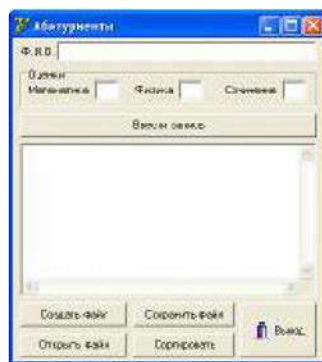 Абитуриенты
Ф.И.О.
Оценки
Математика Физика Сочинение
Ввести запись
Создать файл Сохранить файл
Открыть файл Сортировать Выход